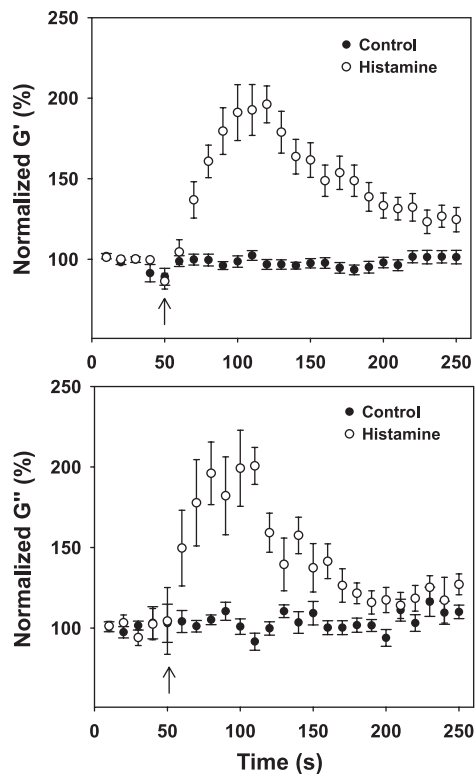 250
Control
Histamine
200
Normalized G' (%)
150
100
0 50 100 150 200 250
250
Control
Histamine
200
Normalized G'' (%)
150
100
0 50 100 150 200 250
Time (s)